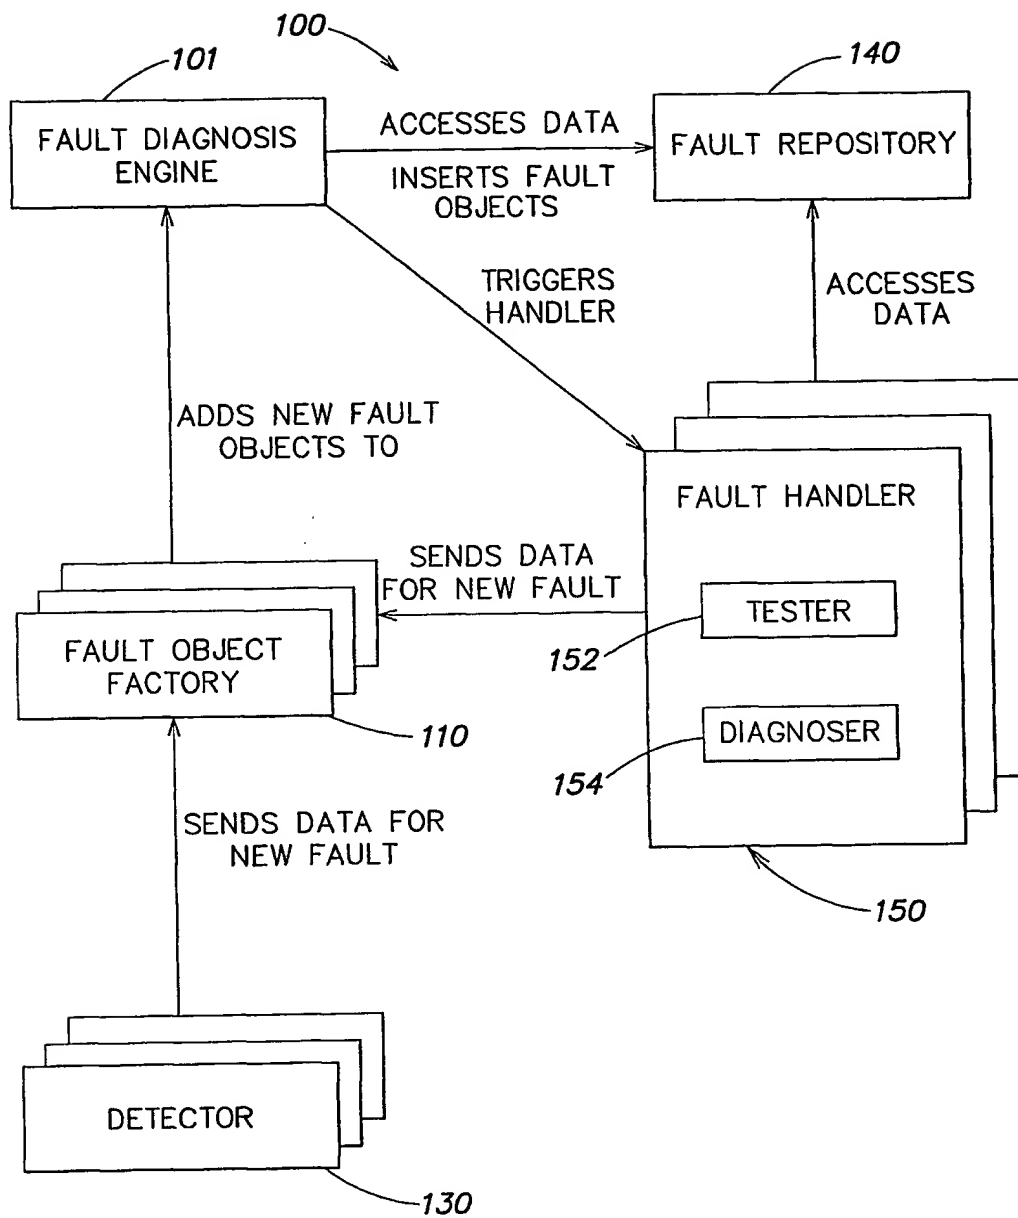 100
101
140
FAULT DIAGNOSIS
ENGINE
ACCESSES DATA
INSERTS FAULT
OBJECTS
FAULT REPOSITORY
TRIGGERS
HANDLER
ACCESSES
DATA
ADDS NEW FAULT
OBJECTS TO
FAULT HANDLER
SENDS DATA
FOR NEW FAULT
TESTER
152
FAULT OBJECT
FACTORY
110
DIAGNOSER
154
SENDS DATA FOR
NEW FAULT
150
DETECTOR
130